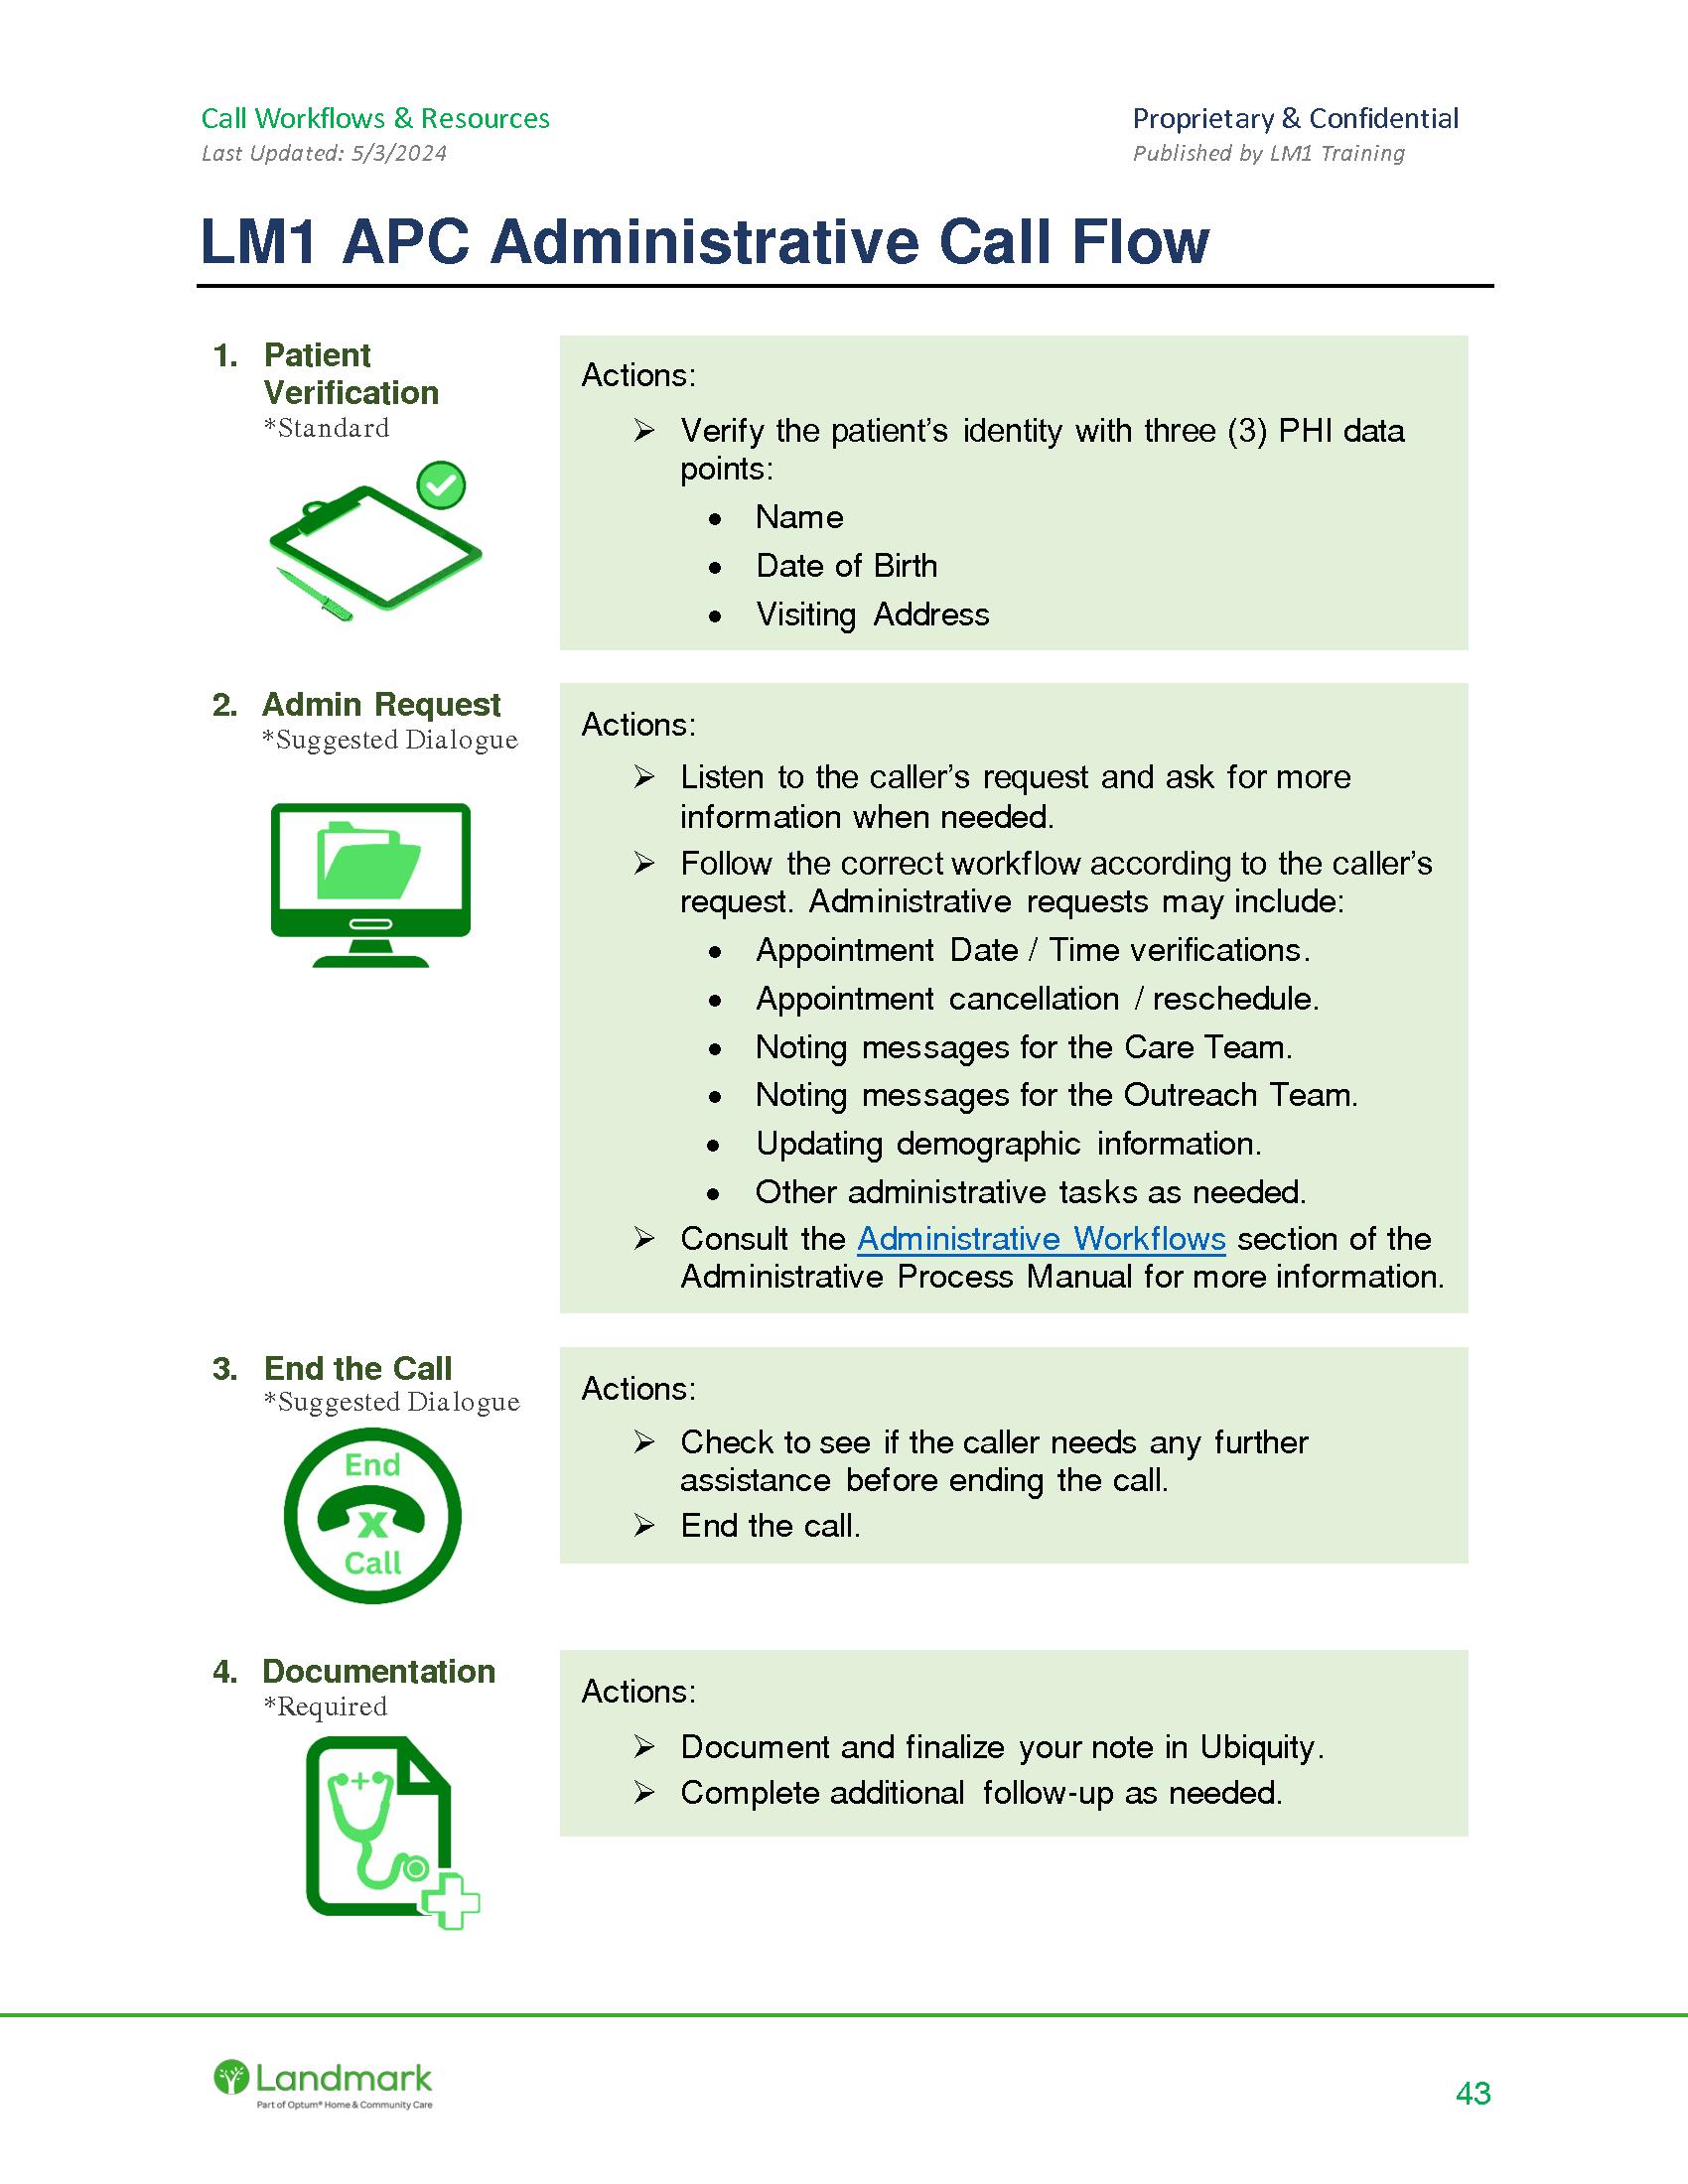 Call Workflows & Resources
Proprietary & Confidential
Last Updated: 5/3/2024
Published by LM1 Training
LM1 APC Administrative Call Flow
1. Patient
Verification
*Standard
Actions:
➢ Verify the patient’s identity with three (3) PHI data
points:
• Name
• Date of Birth
• Visiting Address
2. Admin Request
*Suggested Dialogue
Actions:
➢ Listen to the caller’s request and ask for more
information when needed.
➢ Follow the correct workflow according to the caller’s
request. Administrative requests may include:
• Appointment Date / Time verifications.
• Appointment cancellation / reschedule.
• Noting messages for the Care Team.
• Noting messages for the Outreach Team.
• Updating demographic information.
• Other administrative tasks as needed.
➢ Consult the Administrative Workflows section of the
Administrative Process Manual for more information.
3. End the Call
*Suggested Dialogue
End
X
Call
Actions:
➢ Check to see if the caller needs any further
assistance before ending the call.
➢ End the call.
4. Documentation
*Required
Actions:
➢ Document and finalize your note in Ubiquity.
➢ Complete additional follow-up as needed.
Landmark
Part of Optum® Home & Community Care
43